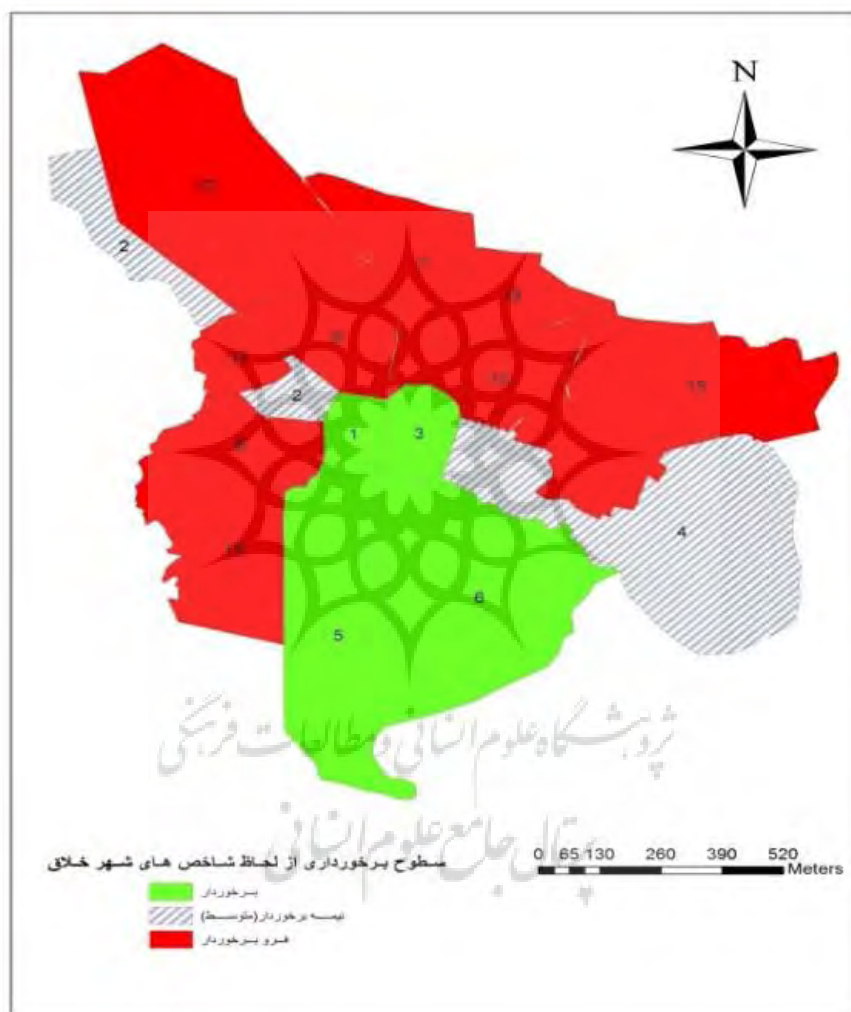 N
2
2
1
3
15
4
6
5
پژوهشگاه علوم انسانی و مطالعات فرهنگی
پرتال جامع علوم انسانی
سطوح برخورداری از لحاظ شاخص های شهر خلاق
0 65 130 260 390 520
Meters
برخوردار
نیمه برخوردار(متوسط)
فرو برخوردار